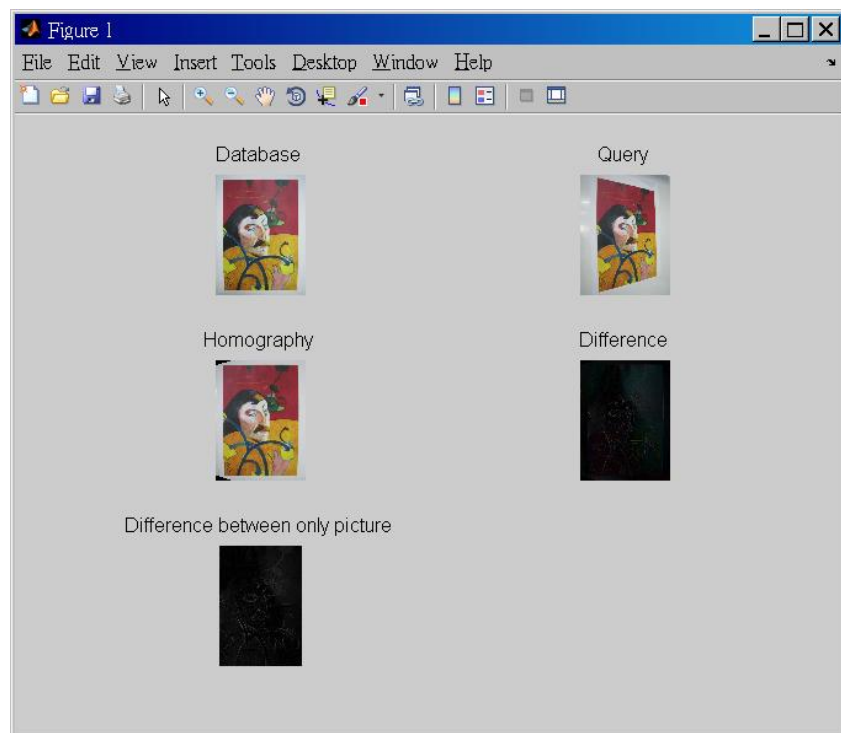 Figure 1
File Edit View Insert Tools Desktop Window Help
Database
Query
Homography
Difference
Difference between only picture